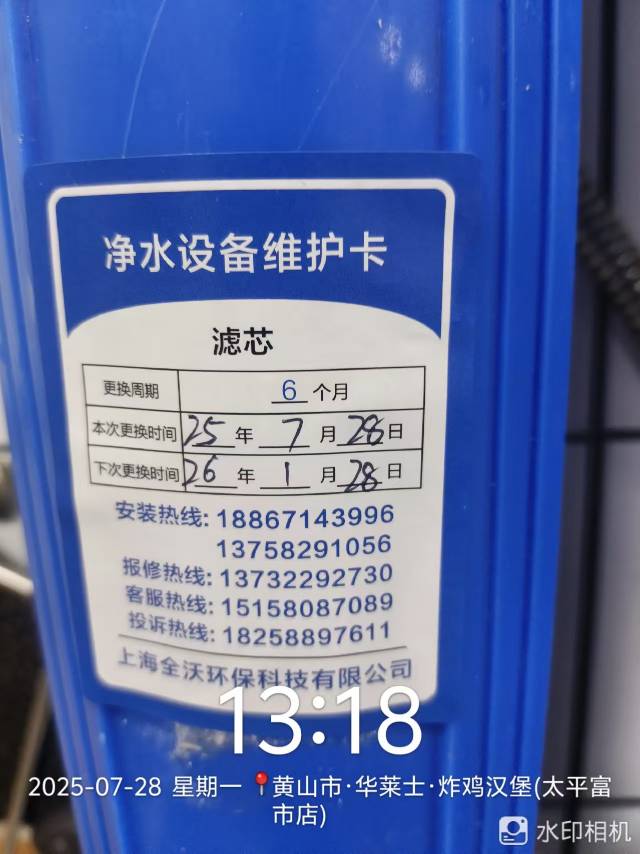 净水设备维护卡
滤芯
更换周期 6 个月
本次更换时间 25 年 7 月 28 日
下次更换时间 26 年 1 月 28 日
安装热线: 18867143996
13758291056
报修热线: 13732292730
客服热线: 15158087089
投诉热线: 18258897611
上海全沃环保科技有限公司
13:18
2025-07-28 星期一 📍黄山市·华莱士·炸鸡汉堡(太平富
市店)
水印相机